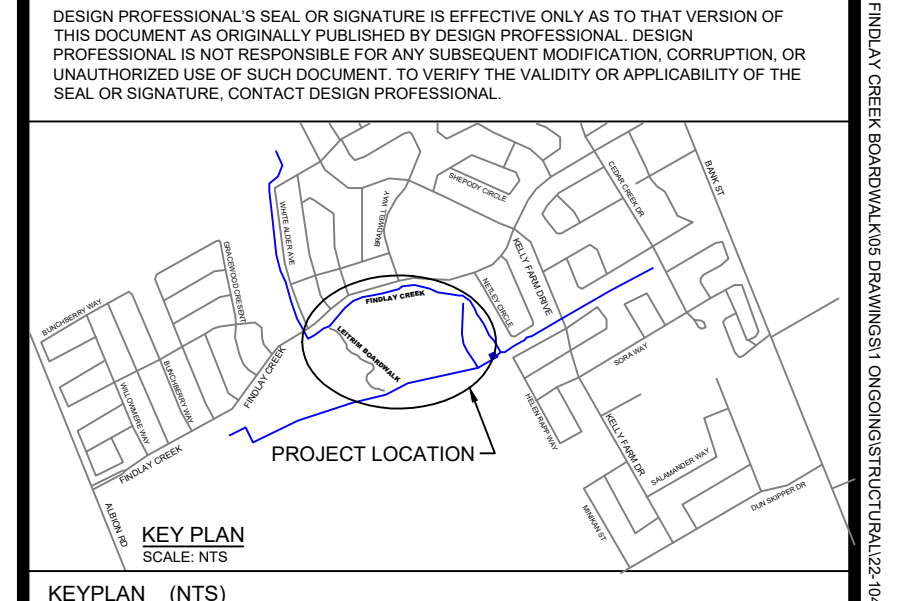 DESIGN PROFESSIONAL'S SEAL OR SIGNATURE IS EFFECTIVE ONLY AS TO THAT VERSION OF
THIS DOCUMENT AS ORIGINALLY PUBLISHED BY DESIGN PROFESSIONAL. DESIGN
PROFESSIONAL IS NOT RESPONSIBLE FOR ANY SUBSEQUENT MODIFICATION, CORRUPTION, OR
UNAUTHORIZED USE OF SUCH DOCUMENT. TO VERIFY THE VALIDITY OR APPLICABILITY OF THE
SEAL OR SIGNATURE, CONTACT DESIGN PROFESSIONAL.
SHEPODY CIRCLE
CEDAR CREEK DR
BANK ST
WHITE ALDER AVE
BRADWELL WAY
GRACEWOOD CRESENT
KELLY FARM DRIVE
NETLEY CIRCLE
FINDLAY CREEK
BUNCHBERRY WAY
LEITRIM BOARDWALK
SORA WAY
FINDLAY CREEK
BUNCHBERRY WAY
WILLOWMERE WAY
HELEN RAPP WAY
KELLY FARM DR
FINDLAY CREEK
PROJECT LOCATION
SALAMANDER WAY
DUN SKIPPER DR
MINIKAN ST
ALBION RD
KEY PLAN
SCALE: NTS
KEYPLAN (NTS)
FINDLAY CREEK BOARDWALK\05 DRAWINGS\1 ONGOING\STRUCTURAL\22-104